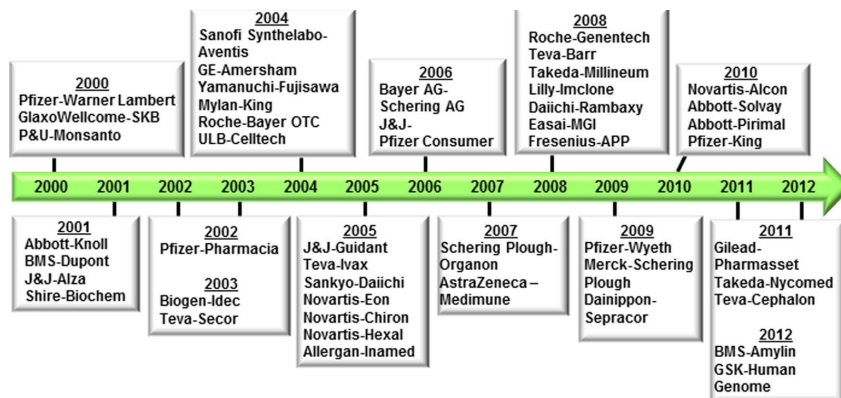 2000
Pfizer-Warner Lambert
GlaxoWellcome-SKB
P&U-Monsanto
2004
Sanofi Synthelabo-
Aventis
GE-Amersham
Yamanuchi-Fujisawa
Mylan-King
Roche-Bayer OTC
ULB-Celltech
2006
Bayer AG-
Schering AG
J&J-
Pfizer Consumer
2008
Roche-Genentech
Teva-Barr
Takeda-Millineum
Lilly-Imclone
Daiichi-Rambaxy
Easai-MGI
Fresenius-APP
2010
Novartis-Alcon
Abbott-Solvay
Abbott-Pirimal
Pfizer-King
2000 2001 2002 2003 2004 2005 2006 2007 2008 2009 2010 2011 2012
2001
Abbott-Knoll
BMS-Dupont
J&J-Alza
Shire-Biochem
2002
Pfizer-Pharmacia
2003
Biogen-Idec
Teva-Secor
2005
J&J-Guidant
Teva-Ivax
Sankyo-Daiichi
Novartis-Eon
Novartis-Chiron
Novartis-Hexal
Allergan-Inamed
2007
Schering Plough-
Organon
AstraZeneca –
Medimune
2009
Pfizer-Wyeth
Merck-Schering
Plough
Dainippon-
Sepracor
2011
Gilead-
Pharmasset
Takeda-Nycomed
Teva-Cephalon
2012
BMS-Amylin
GSK-Human
Genome